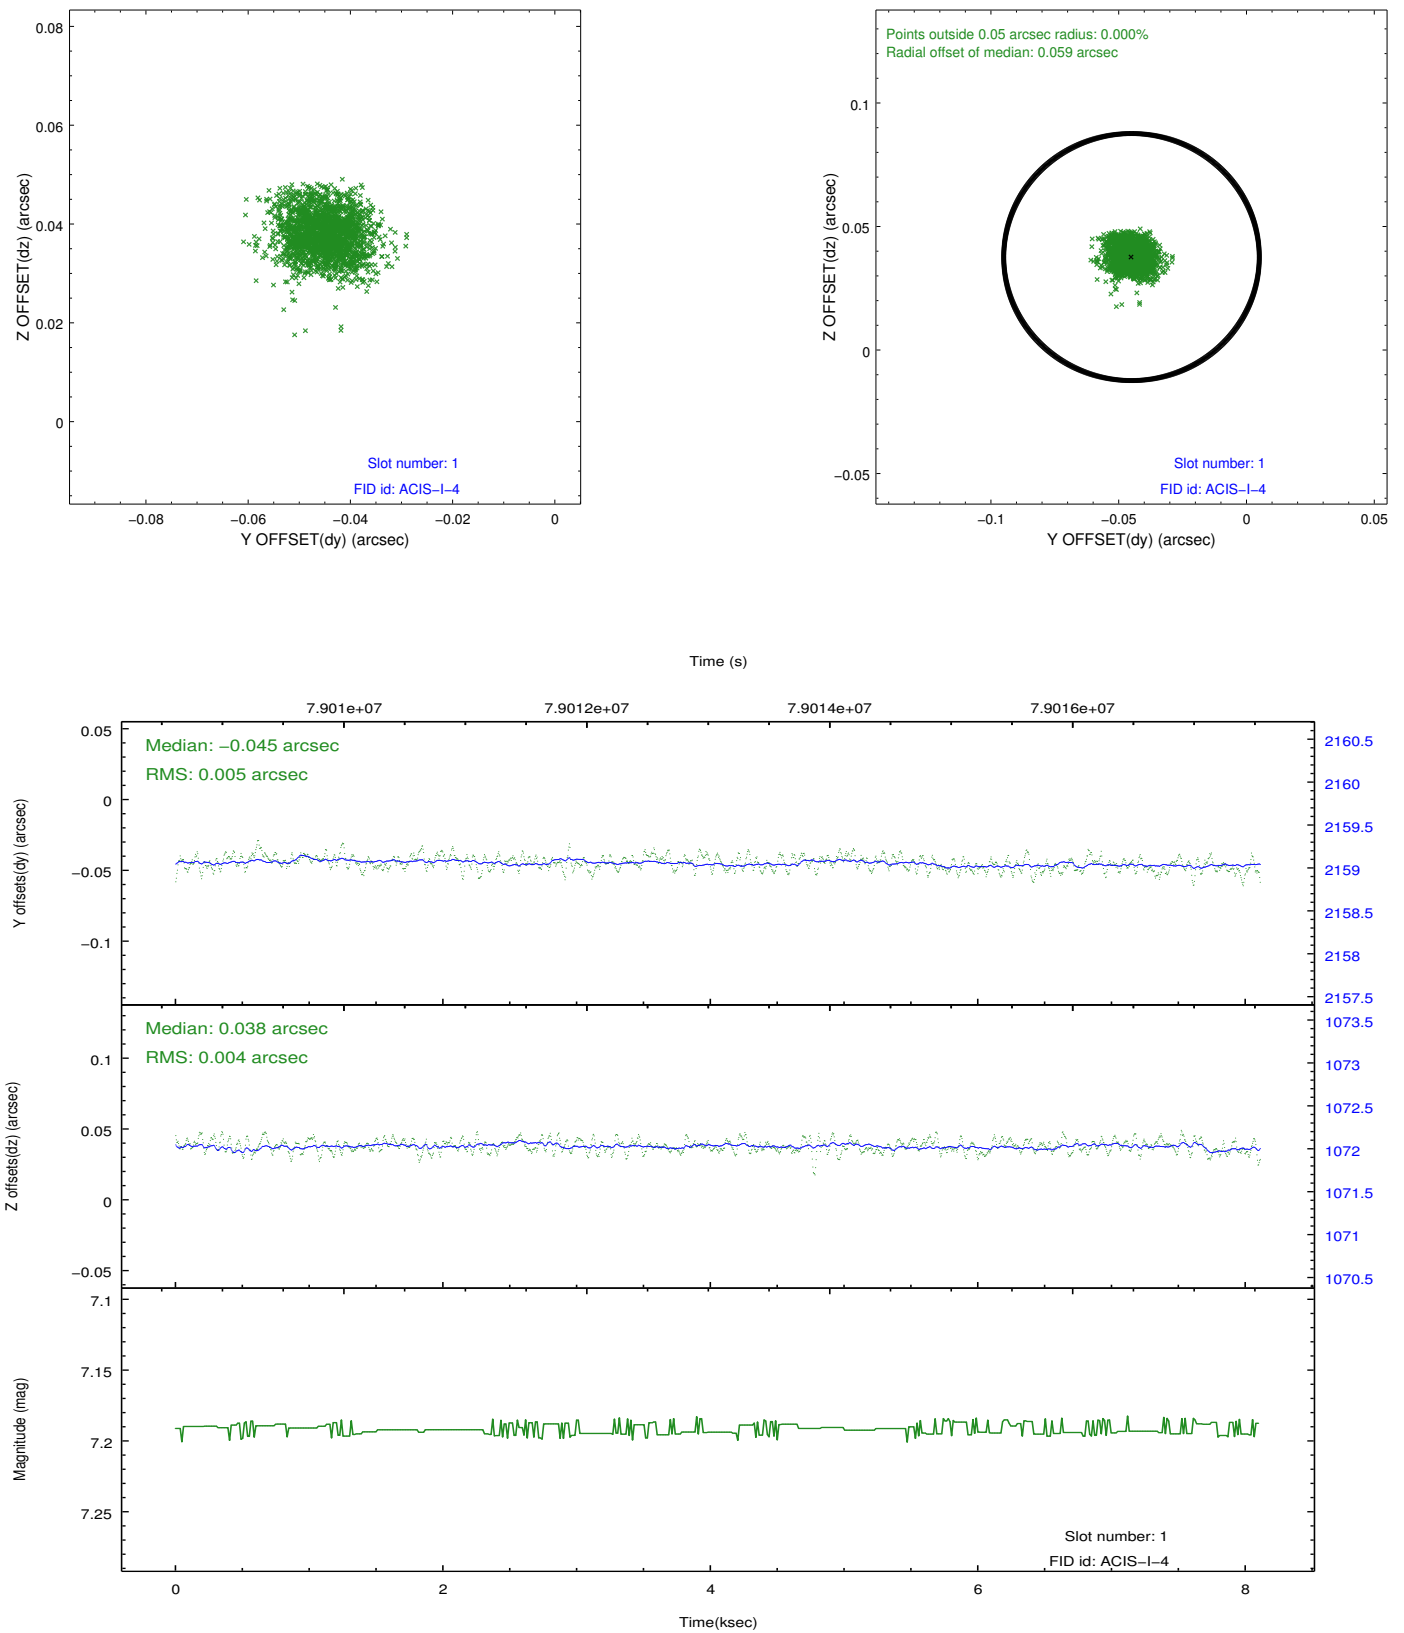 0.08
0.06
0.04
0.02
0
Z OFFSET(dz) (arcsec)
Slot number: 1
FID id: ACIS−I−4
−0.08 −0.06 −0.04 −0.02 0
Y OFFSET(dy) (arcsec)
Points outside 0.05 arcsec radius: 0.000%
Radial offset of median: 0.059 arcsec
0.1
0.05
0
−0.05
Z OFFSET(dz) (arcsec)
Slot number: 1
FID id: ACIS−I−4
−0.1 −0.05 0 0.05
Y OFFSET(dy) (arcsec)
Time (s)
7.901e+07 7.9012e+07 7.9014e+07 7.9016e+07
Median: −0.045 arcsec
RMS: 0.005 arcsec
0.05
0
−0.05
−0.1
Y offsets(dy) (arcsec)
2160.5
2160
2159.5
2159
2158.5
2158
2157.5
Median: 0.038 arcsec
RMS: 0.004 arcsec
0.1
0.05
0
−0.05
Z offsets(dz) (arcsec)
1073.5
1073
1072.5
1072
1071.5
1071
1070.5
7.1
7.15
7.2
7.25
Magnitude (mag)
Slot number: 1
FID id: ACIS−I−4
0 2 4 6 8
Time(ksec)